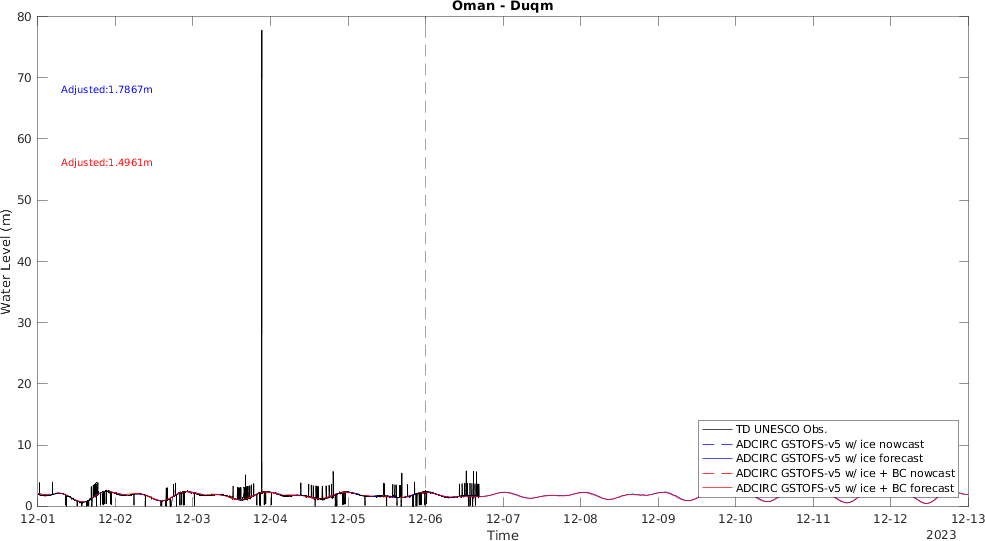 Oman - Duqm
80
70
60
50
40
30
20
10
0
Water Level (m)
Adjusted:1.7867m
Adjusted:1.4961m
TD UNESCO Obs.
ADCIRC GSTOFS-v5 w/ ice nowcast
ADCIRC GSTOFS-v5 w/ ice forecast
ADCIRC GSTOFS-v5 w/ ice + BC nowcast
ADCIRC GSTOFS-v5 w/ ice + BC forecast
12-01 12-02 12-03 12-04 12-05 12-06 12-07 12-08 12-09 12-10 12-11 12-12 12-13
Time
2023